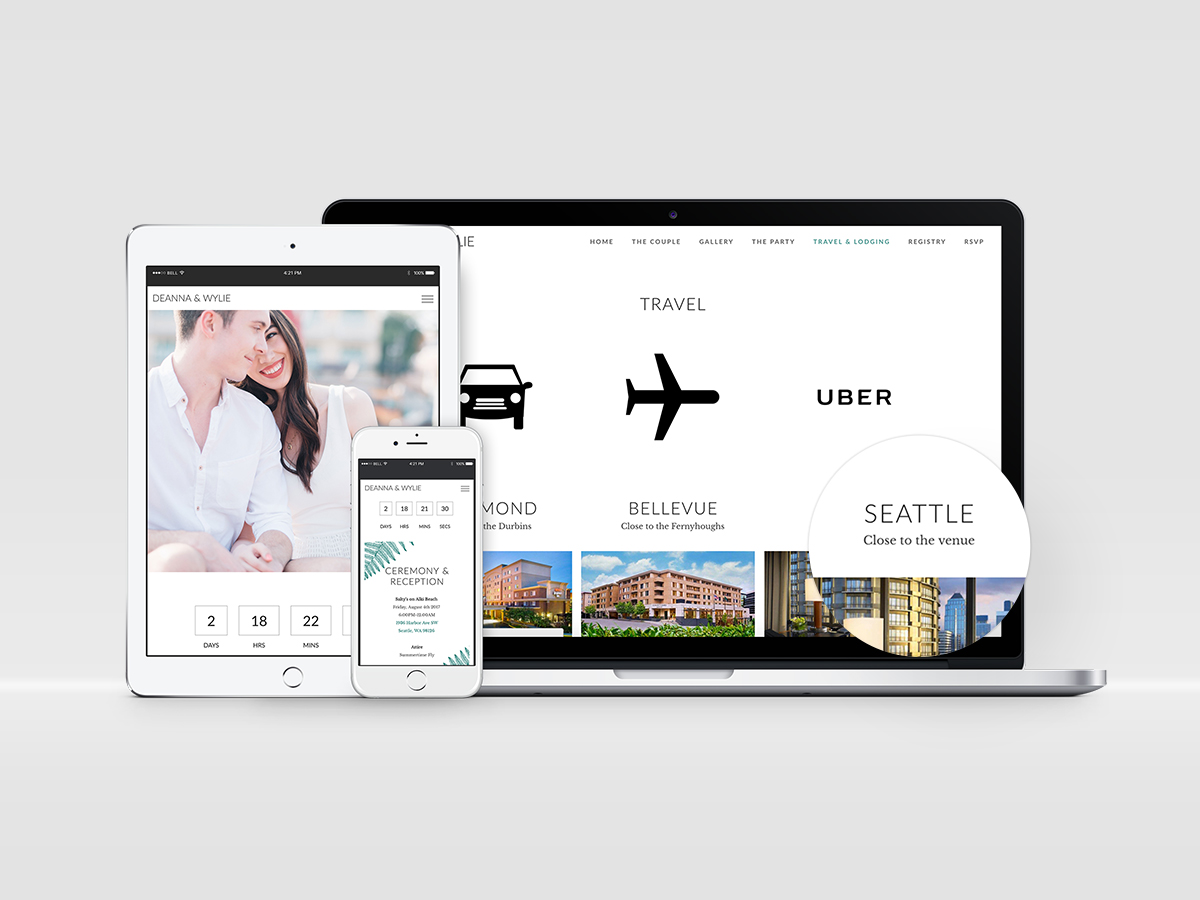 ●●●○○ BELL
4:21 PM
100%
DEANNA & WYLIE
2
18
22
DAYS
HRS
MINS
●●●○○ BELL
4:21 PM
100%
DEANNA & WYLIE
2
18
21
30
DAYS
HRS
MINS
SECS
CEREMONY &
RECEPTION
Salty's on Alki Beach
Friday, August 4th 2017
6:00PM-12:00AM
1936 Harbor Ave SW
Seattle, WA 98126
Attire
Summertime Fly
LIE
HOME
THE COUPLE
GALLERY
THE PARTY
TRAVEL & LODGING
REGISTRY
RSVP
TRAVEL
UBER
MOND
the Durbins
BELLEVUE
Close to the Fernyhoughs
SEATTLE
Close to the venue